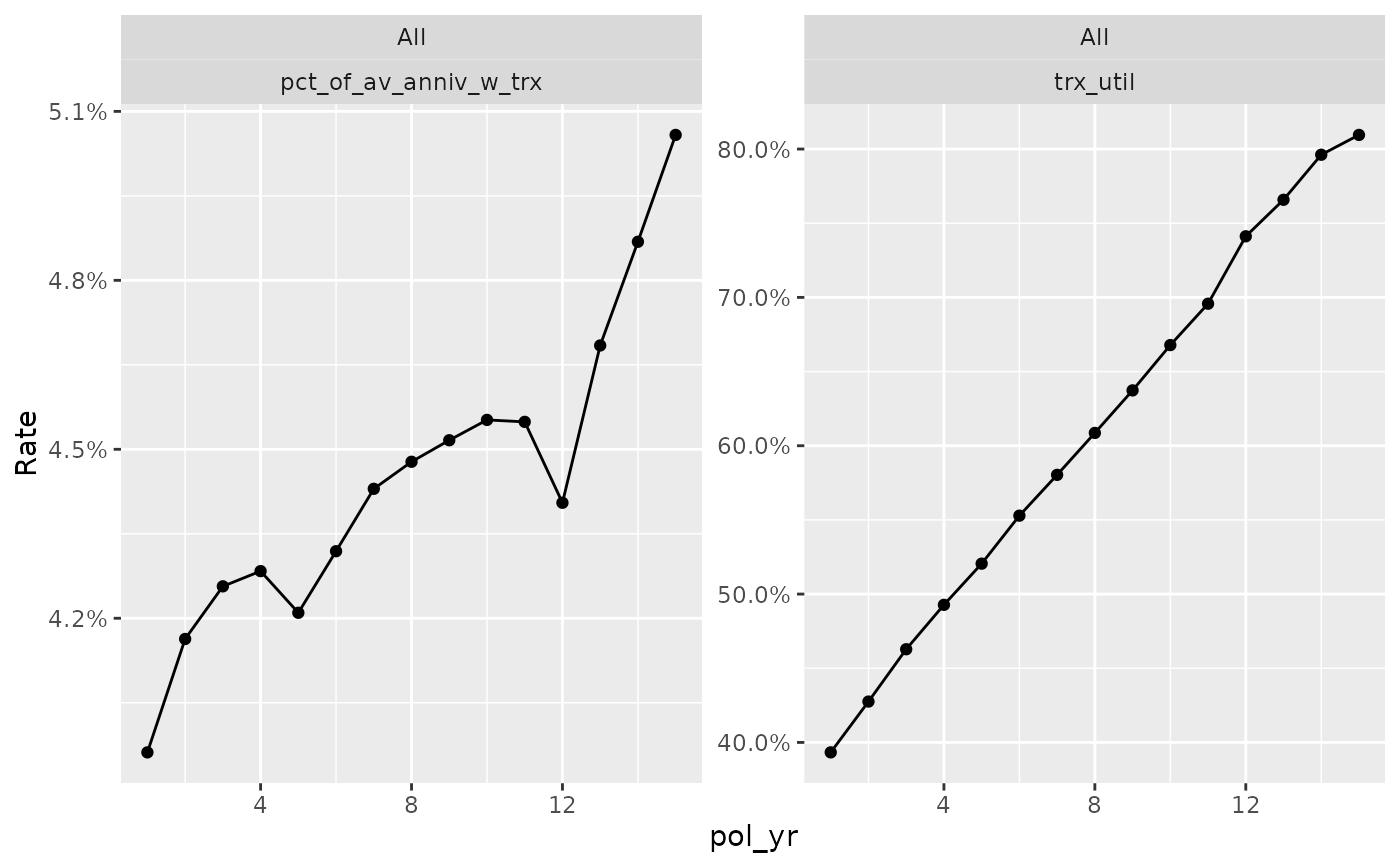 All
pct_of_av_anniv_w_trx
5.1%
4.8%
4.5%
4.2%
4
8
12
All
trx_util
80.0%
70.0%
60.0%
50.0%
40.0%
4
8
12
Rate
pol_yr